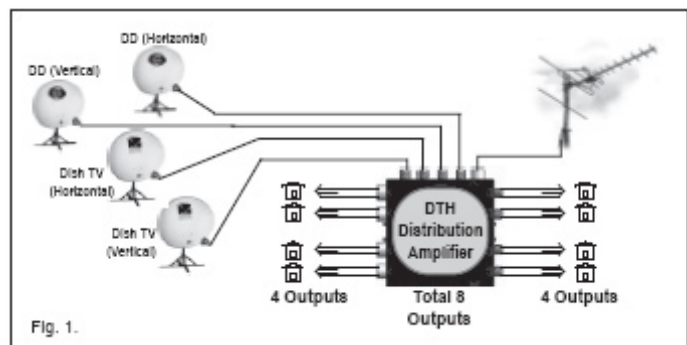 DD (Horizontal)
DD (Vertical)
Dish TV
(Horizontal)
Dish TV
(Vertical)
DTH
Distribution
Amplifier
4 Outputs
Total 8
Outputs
4 Outputs
Fig. 1.